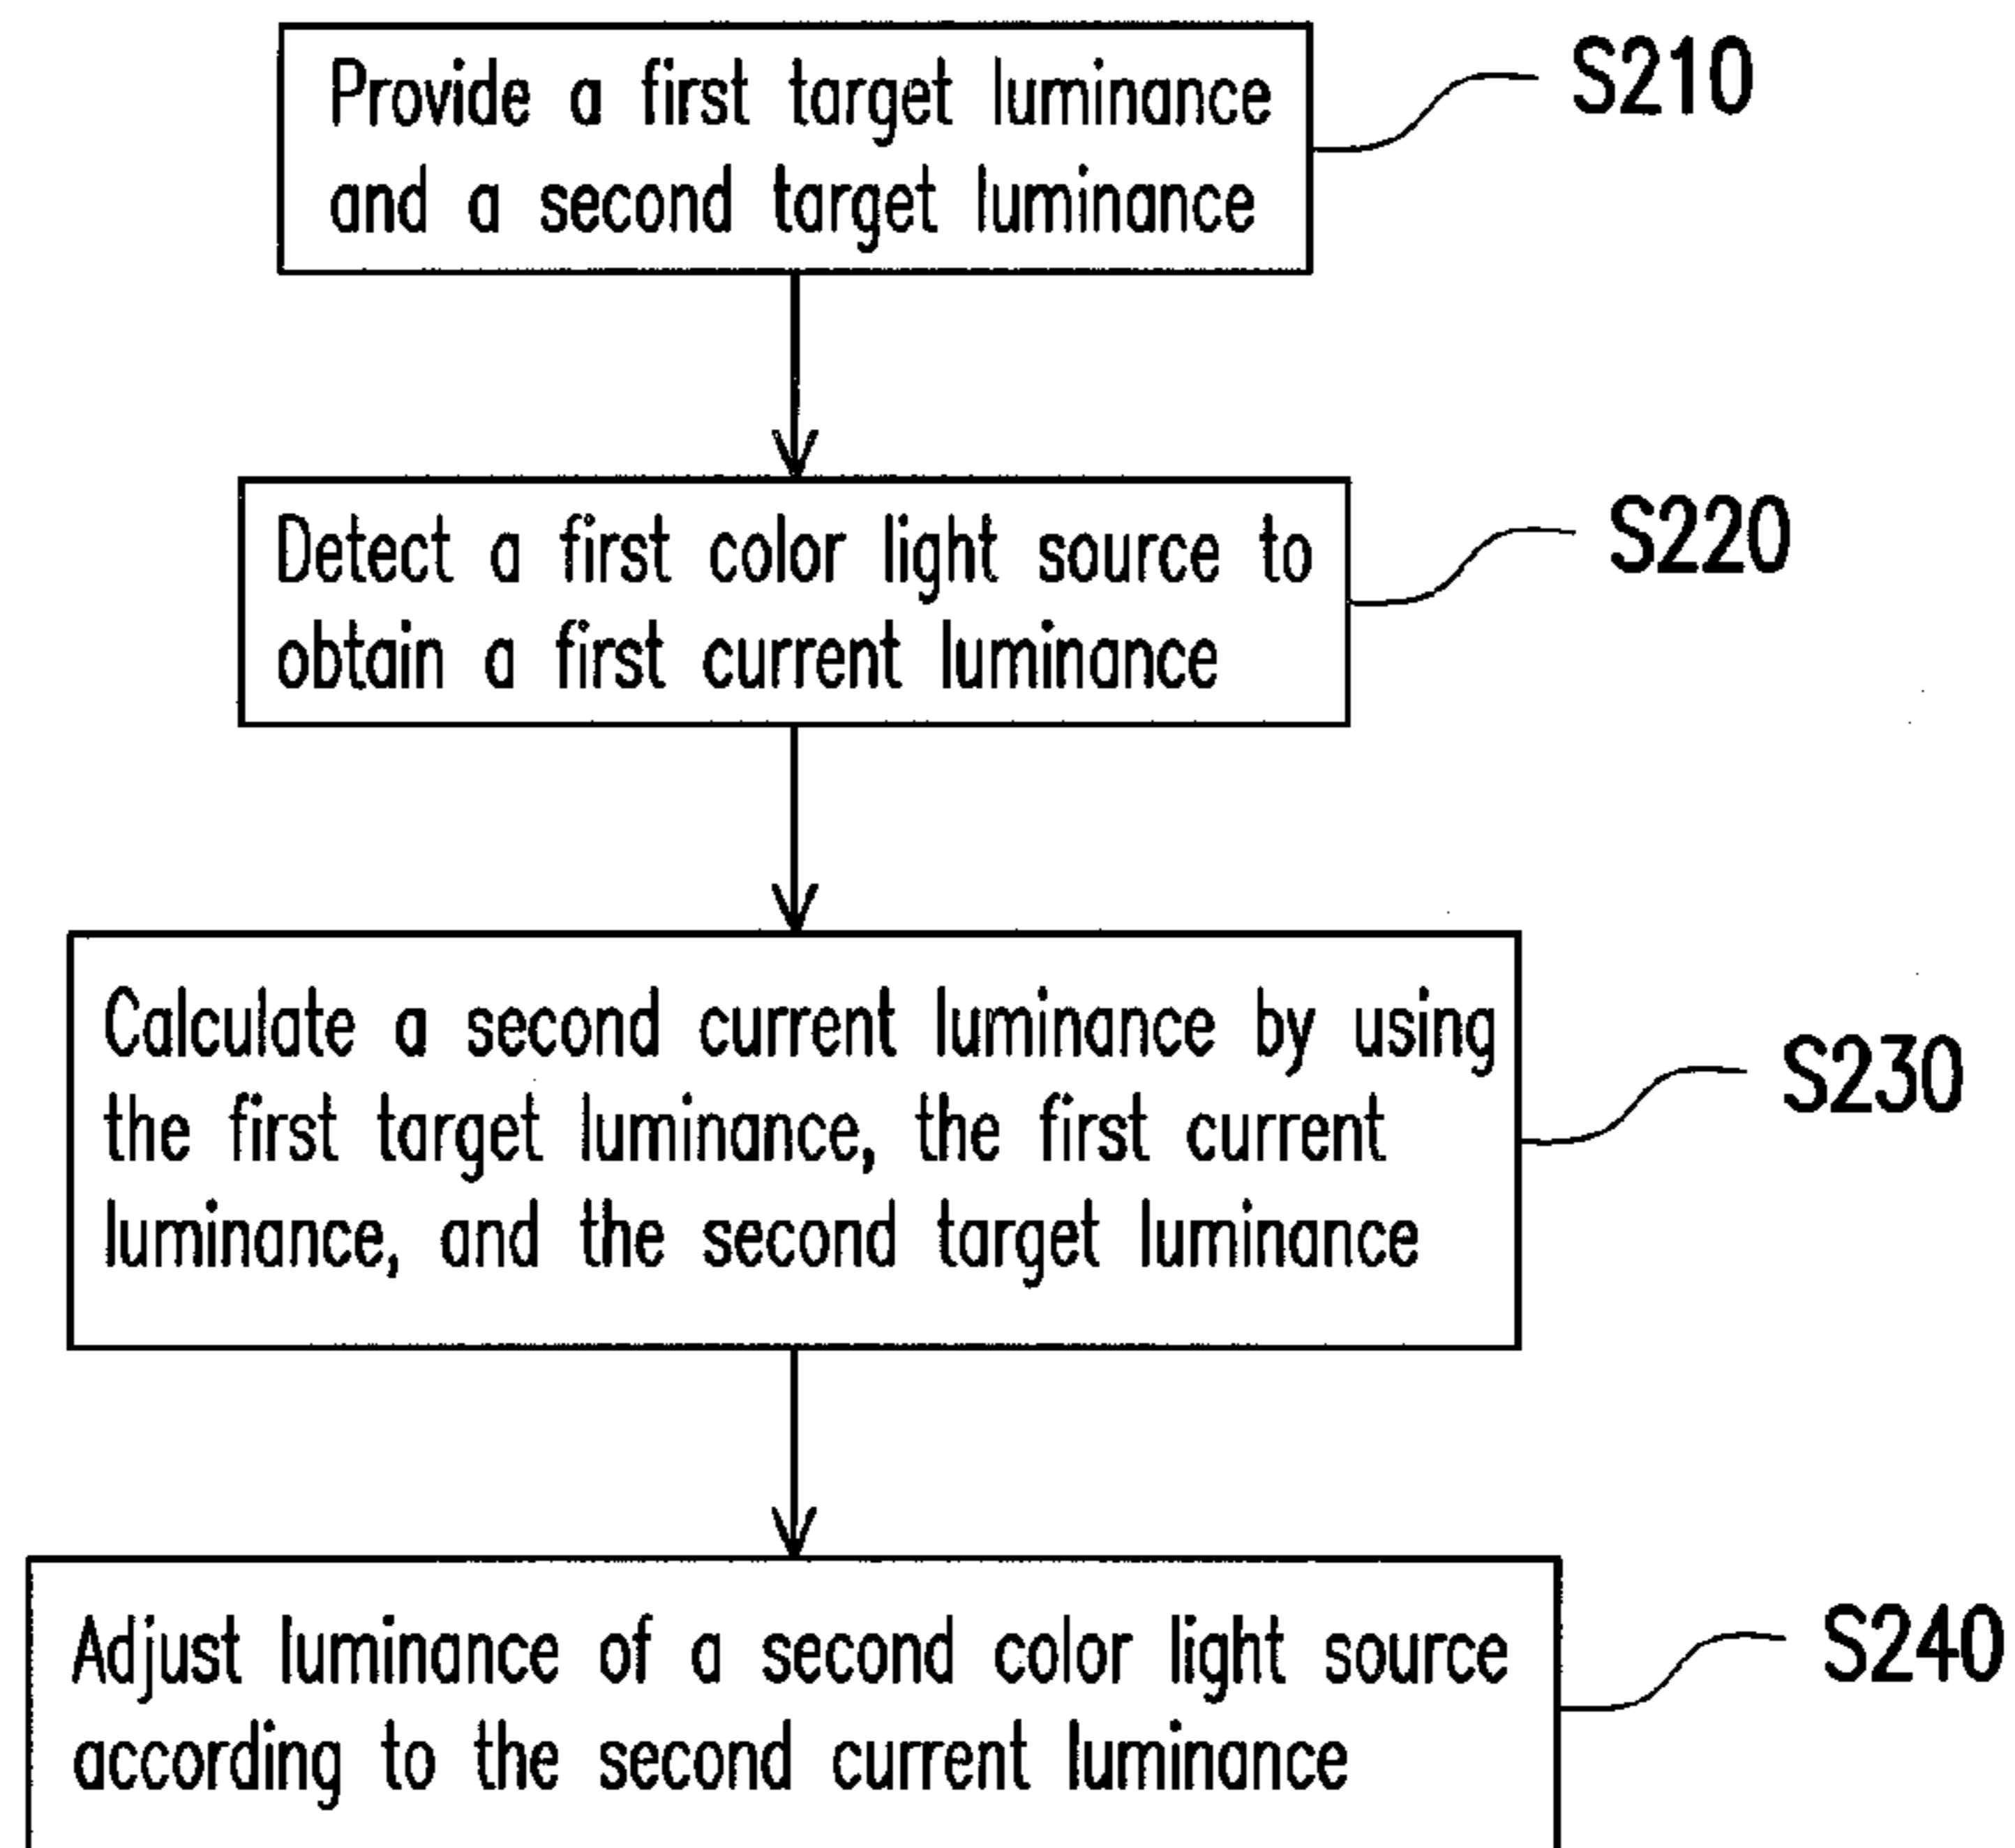 Provide a first target luminance
and a second target luminance
S210
Detect a first color light source to
obtain a first current luminance
S220
Calculate a second current luminance by using
the first target luminance, the first current
luminance, and the second target luminance
S230
Adjust luminance of a second color light source
according to the second current luminance
S240